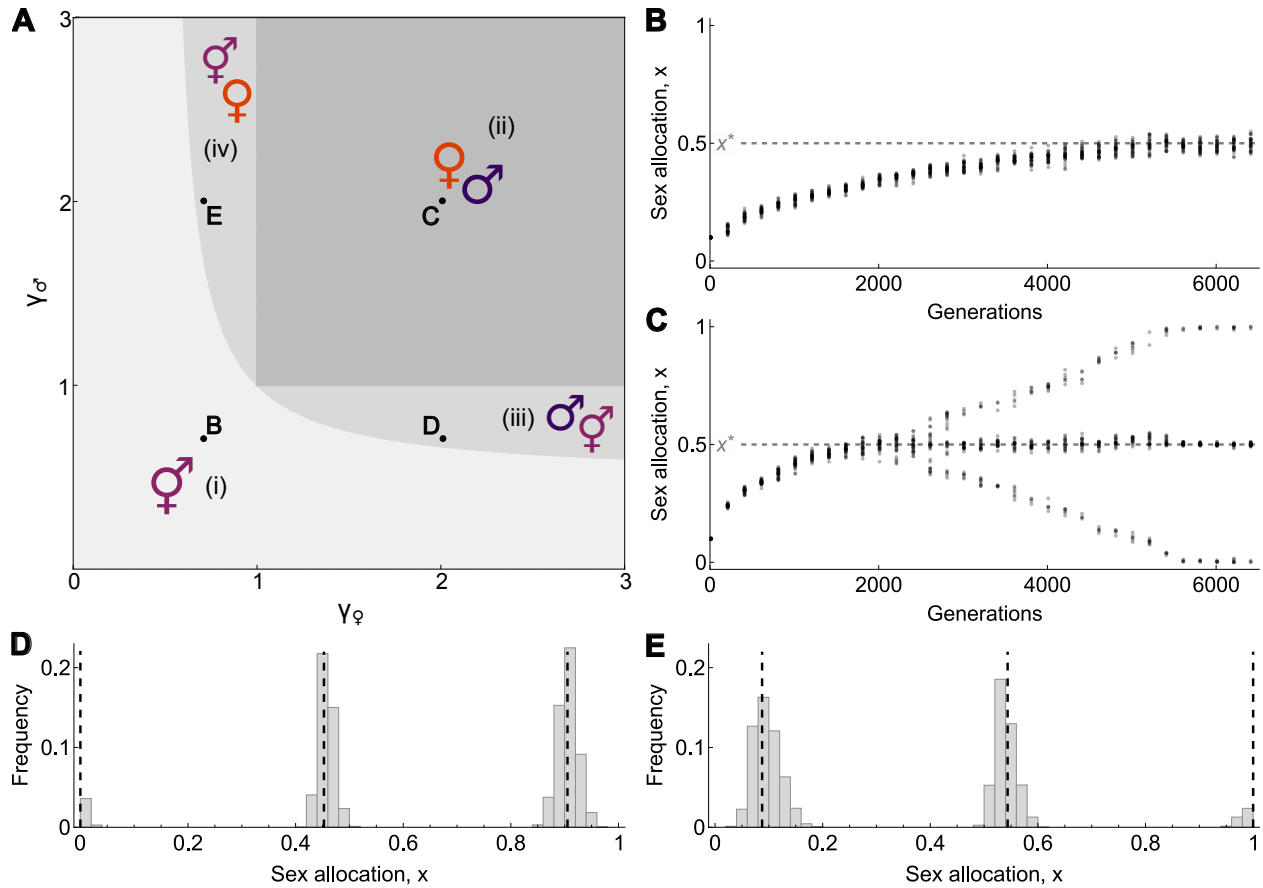 A
3
2
1
0
1
2
3
γ♂
γ♀
(i)
(ii)
(iii)
(iv)
⚥
♀
♀ ♂
♂ ⚥
⚥
E
C
B
D
B
1
0.5
0
x*
Sex allocation, x
0
2000
4000
6000
Generations
C
1
0.5
0
x*
Sex allocation, x
0
2000
4000
6000
Generations
D
0.2
0.1
0
Frequency
0
0.2
0.4
0.6
0.8
1
Sex allocation, x
E
0.2
0.1
0
Frequency
0
0.2
0.4
0.6
0.8
1
Sex allocation, x